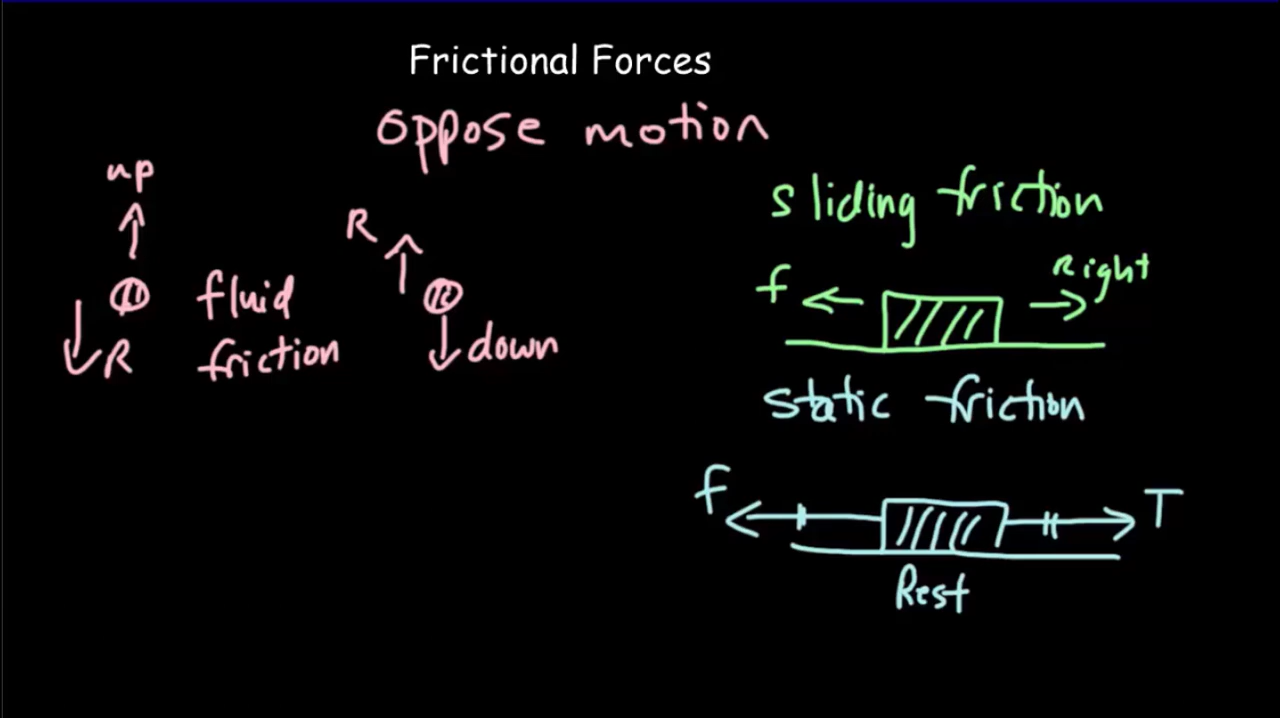 Frictional Forces
oppose motion
up
R
fluid
friction
R
down
sliding friction
f
Right
static friction
f
T
Rest